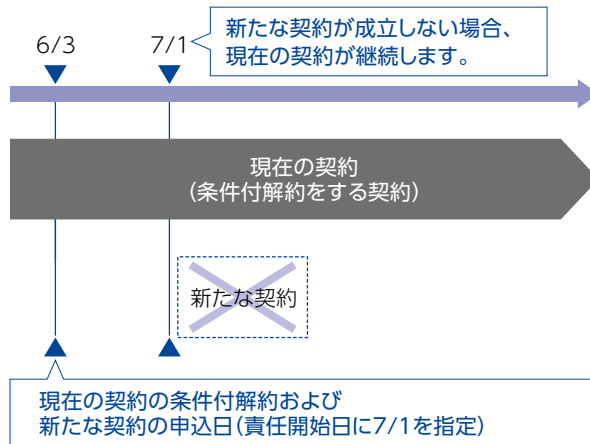 新たな契約が成立しない場合、
現在の契約が継続します。
6/3
7/1
現在の契約
(条件付解約をする契約)
新たな契約
現在の契約の条件付解約および
新たな契約の申込日(責任開始日に7/1を指定)